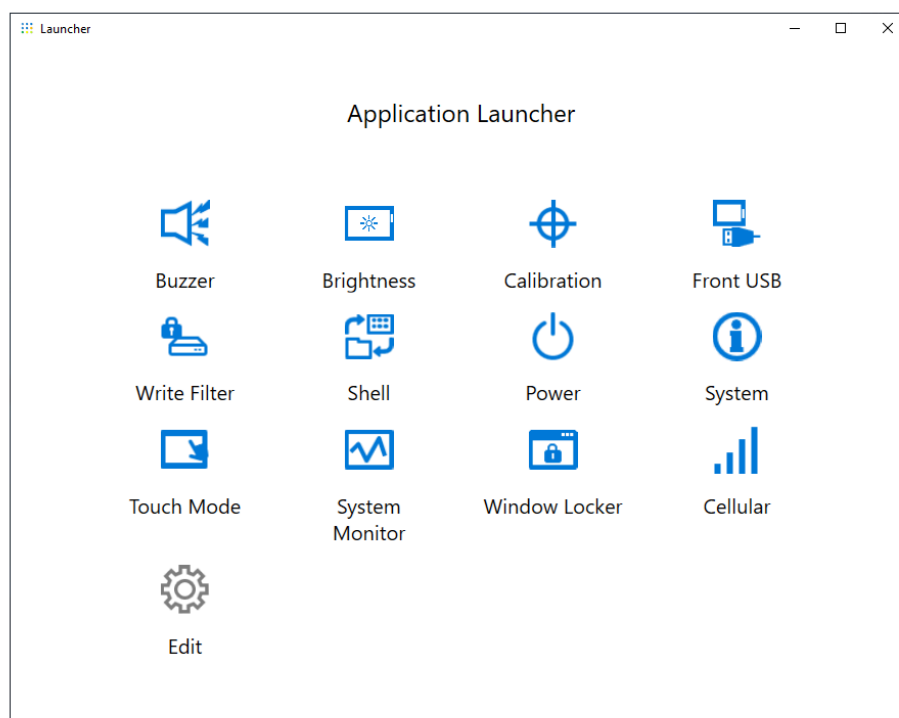 Launcher
Application Launcher
Buzzer
Brightness
Calibration
Front USB
Write Filter
Shell
Power
System
Touch Mode
System
Monitor
Window Locker
Cellular
Edit